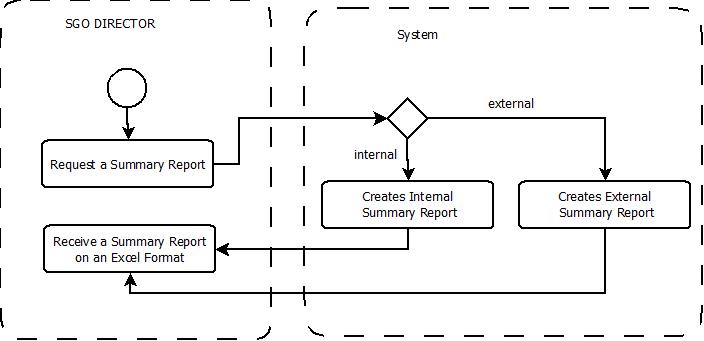 SGO DIRECTOR
System
external
internal
Request a Summary Report
Creates Internal
Summary Report
Creates External
Summary Report
Receive a Summary Report
on an Excel Format